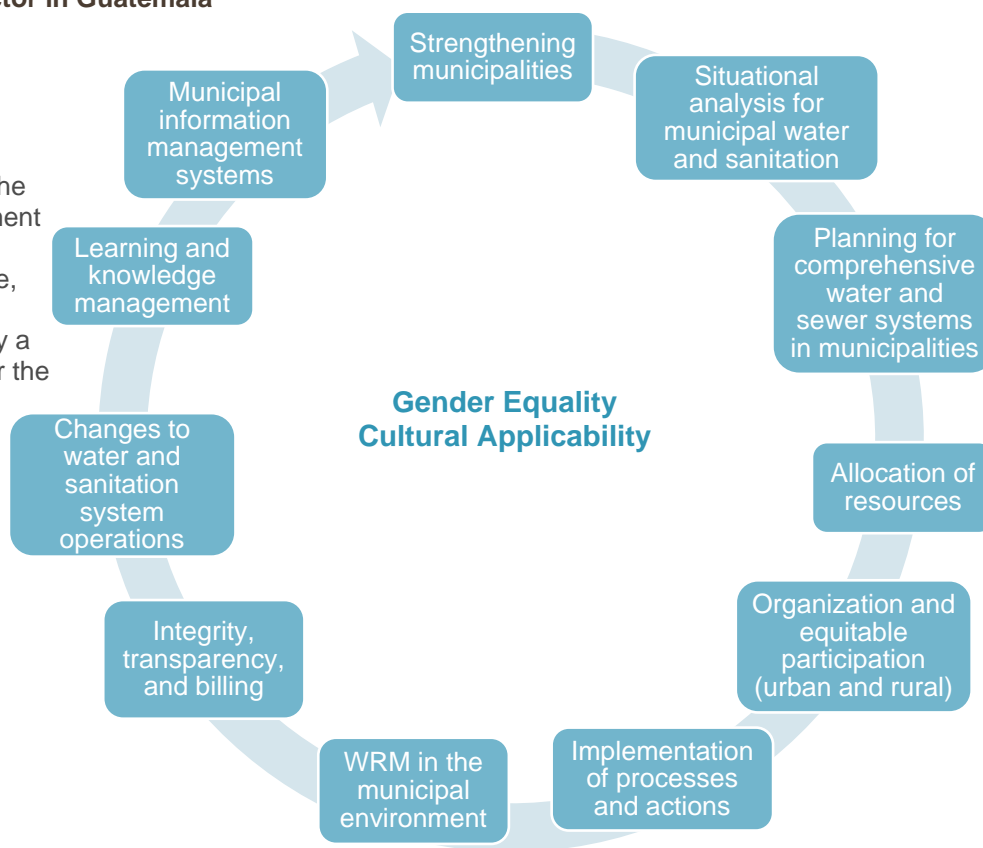 in Guatemala
Strengthening
municipalities
Situational
analysis for
municipal water
and sanitation
Planning for
comprehensive
water and
sewer systems
in municipalities
Allocation of
resources
Organization and
equitable
participation
(urban and rural)
Implementation
of processes
and actions
WRM in the
municipal
environment
Integrity,
transparency,
and billing
Changes to
water and
sanitation
system
operations
Learning and
knowledge
management
Municipal
information
management
systems
Gender Equality
Cultural Applicability
y a
r the